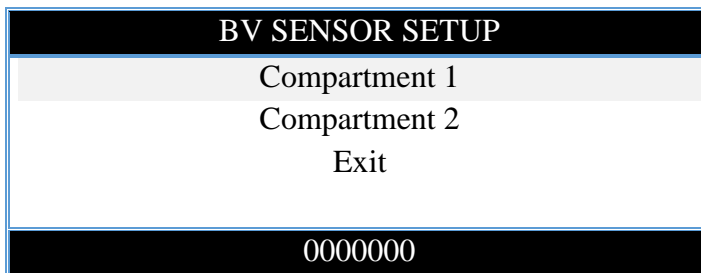 BV SENSOR SETUP
Compartment 1
Compartment 2
Exit
0000000